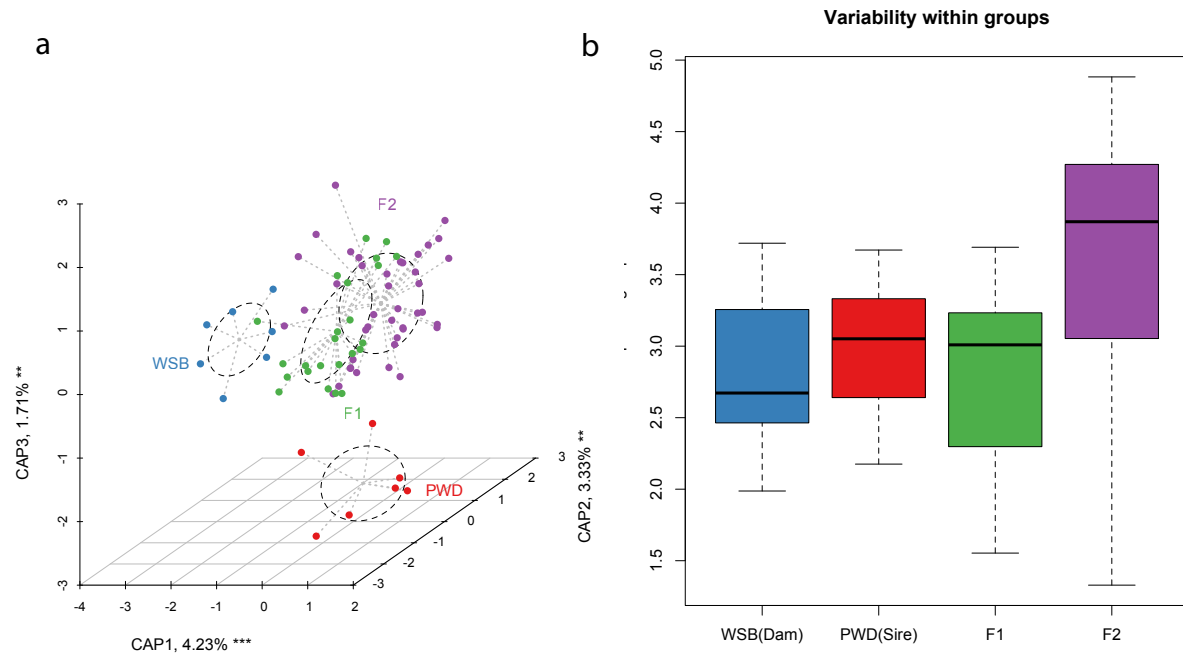 Variability within groups
a
b
F2
WSB
F1
PWD
3
2
1
0
-1
-2
-3
CAP3, 1.71% **
-4 -3 -2 -1 0 1 2
CAP1, 4.23% ***
-3
-2
-1
0
1
2
3
CAP2, 3.33% **
5.0
4.5
4.0
3.5
3.0
2.5
2.0
1.5
WSB(Dam) PWD(Sire) F1 F2